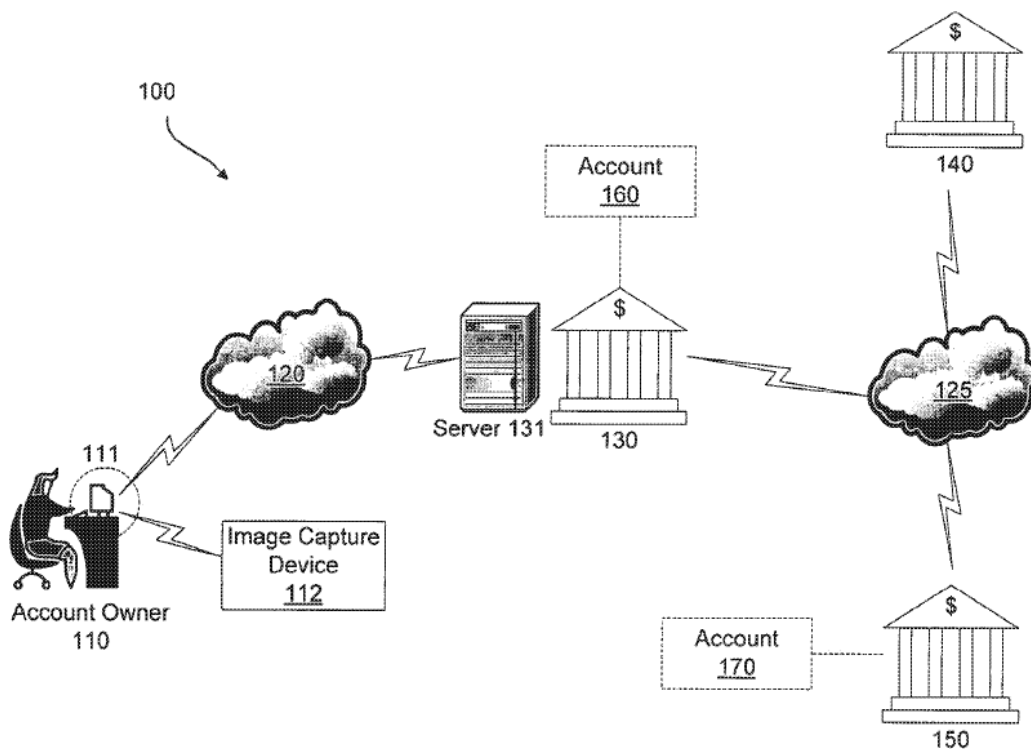 $
140
100
Account
160
$
120
Server 131
130
125
111
Image Capture
Device
112
Account Owner
110
$
Account
170
150